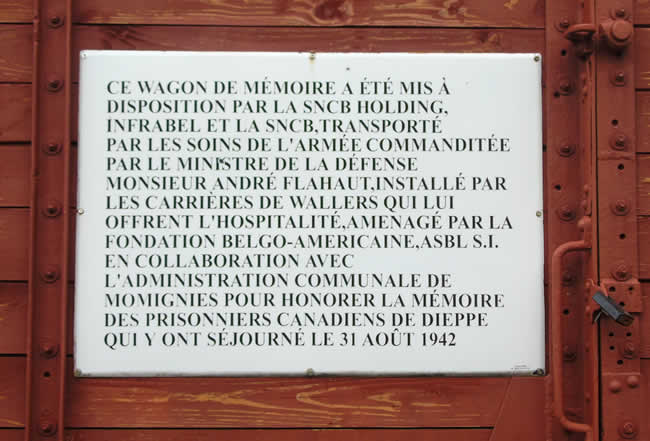 CE WAGON DE MÉMOIRE A ÉTÉ MIS À
DISPOSITION PAR LA SNCB HOLDING,
INFRABEL ET LA SNCB,TRANSPORTÉ
PAR LES SOINS DE L'ARMÉE COMMANDITÉE
PAR LE MINISTRE DE LA DÉFENSE
MONSIEUR ANDRÉ FLAHAUT,INSTALLÉ PAR
LES CARRIÈRES DE WALLERS QUI LUI
OFFRENT L'HOSPITALITÉ,AMENAGÉ PAR LA
FONDATION BELGO-AMERICAINE,ASBL S.I.
EN COLLABORATION AVEC
L'ADMINISTRATION COMMUNALE DE
MOMIGNIES POUR HONORER LA MÉMOIRE
DES PRISONNIERS CANADIENS DE DIEPPE
QUI Y ONT SÉJOURNÉ LE 31 AOÛT 1942